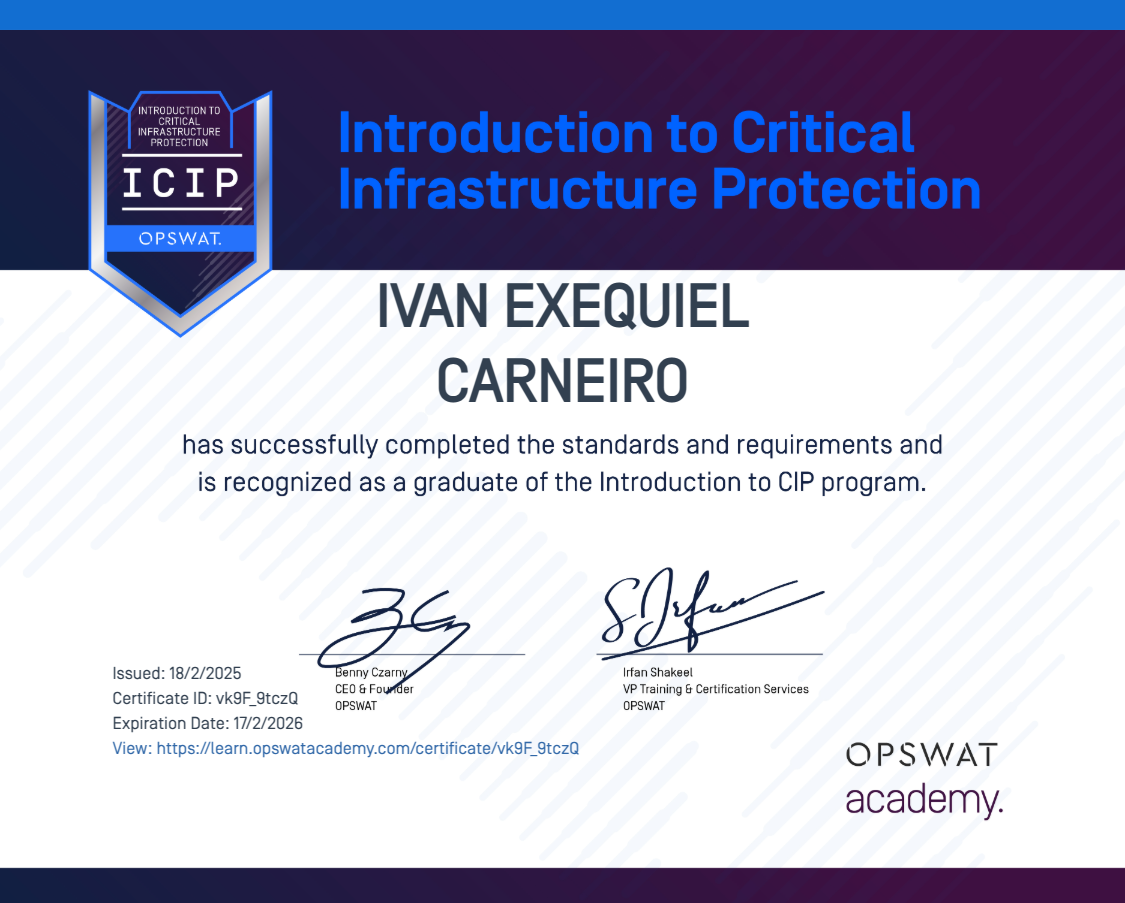 INTRODUCTION TO
CRITICAL
INFRASTRUCTURE
PROTECTION
ICIP
OPSWAT.
Introduction to Critical
Infrastructure Protection
IVAN EXEQUIEL
CARNEIRO
has successfully completed the standards and requirements and
is recognized as a graduate of the Introduction to CIP program.
Issued: 18/2/2025
Certificate ID: vk9F_9tczQ
Expiration Date: 17/2/2026
View: https://learn.opswatacademy.com/certificate/vk9F_9tczQ
Benny Czarny
CEO & Founder
OPSWAT
Irfan Shakeel
VP Training & Certification Services
OPSWAT
OPSWAT
academy.